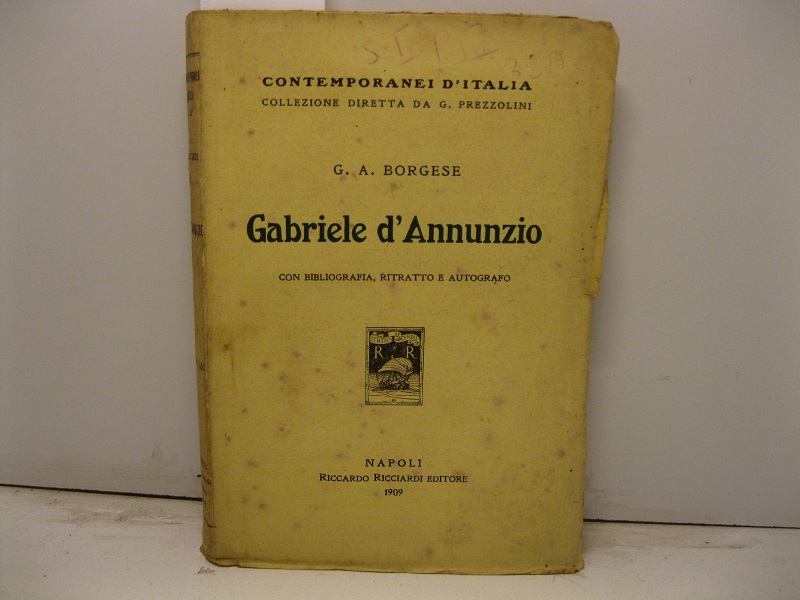 CONTEMPORANEI D'ITALIA
COLLEZIONE DIRETTA DA G. PREZZOLINI
G. A. BORGESE
Gabriele d'Annunzio
CON BIBLIOGRAFIA, RITRATTO E AUTOGRAFO
R R
NAPOLI
RICCARDO RICCIARDI EDITORE
1909